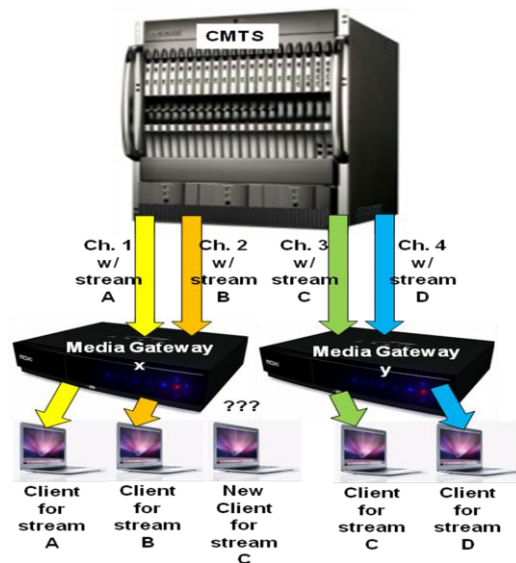 CMTS
Ch. 1
w/
stream
A
Ch. 2
w/
stream
B
Ch. 3
w/
stream
C
Ch. 4
w/
stream
D
Media Gateway
x
Media Gateway
y
???
Client
for
stream
A
Client
for
stream
B
New
Client
for
stream
C
Client
for
stream
C
Client
for
stream
D